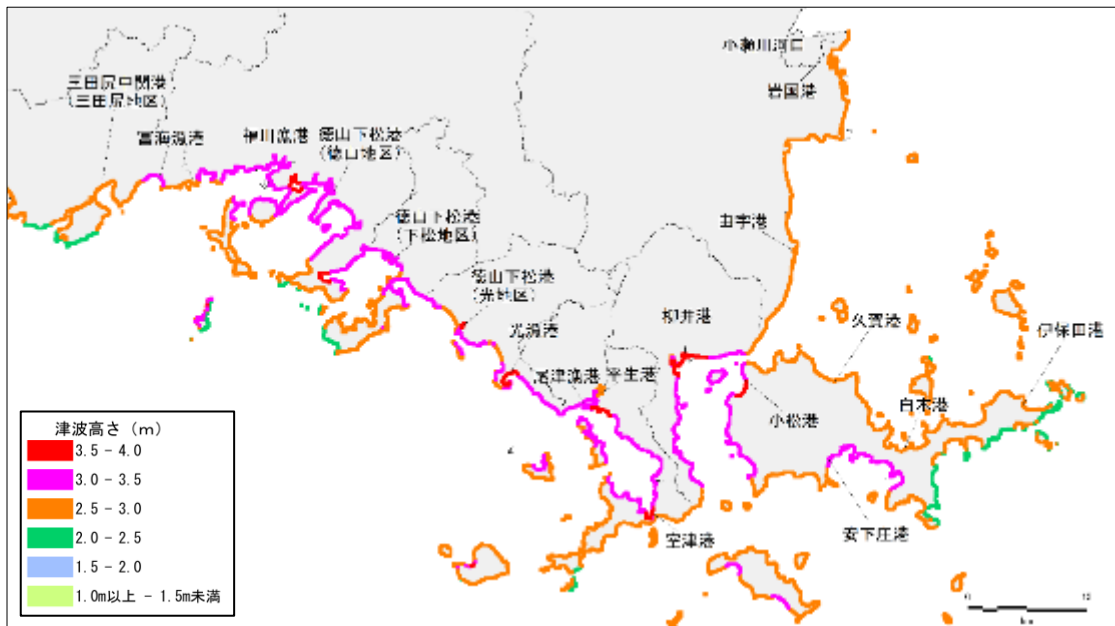 小瀬川河口
岩国港
三田尻中関港
(三田尻地区)
富海漁港
福川漁港
徳山下松港
(徳山地区)
徳山下松港
(下松地区)
由宇港
徳山下松港
(光地区)
柳井港
久賀港
伊保田港
光漁港
尾津漁港
平生港
小松港
白木港
室津港
安下庄港
津波高さ (m)
3.5 - 4.0
3.0 - 3.5
2.5 - 3.0
2.0 - 2.5
1.5 - 2.0
1.0m以上 - 1.5m未満